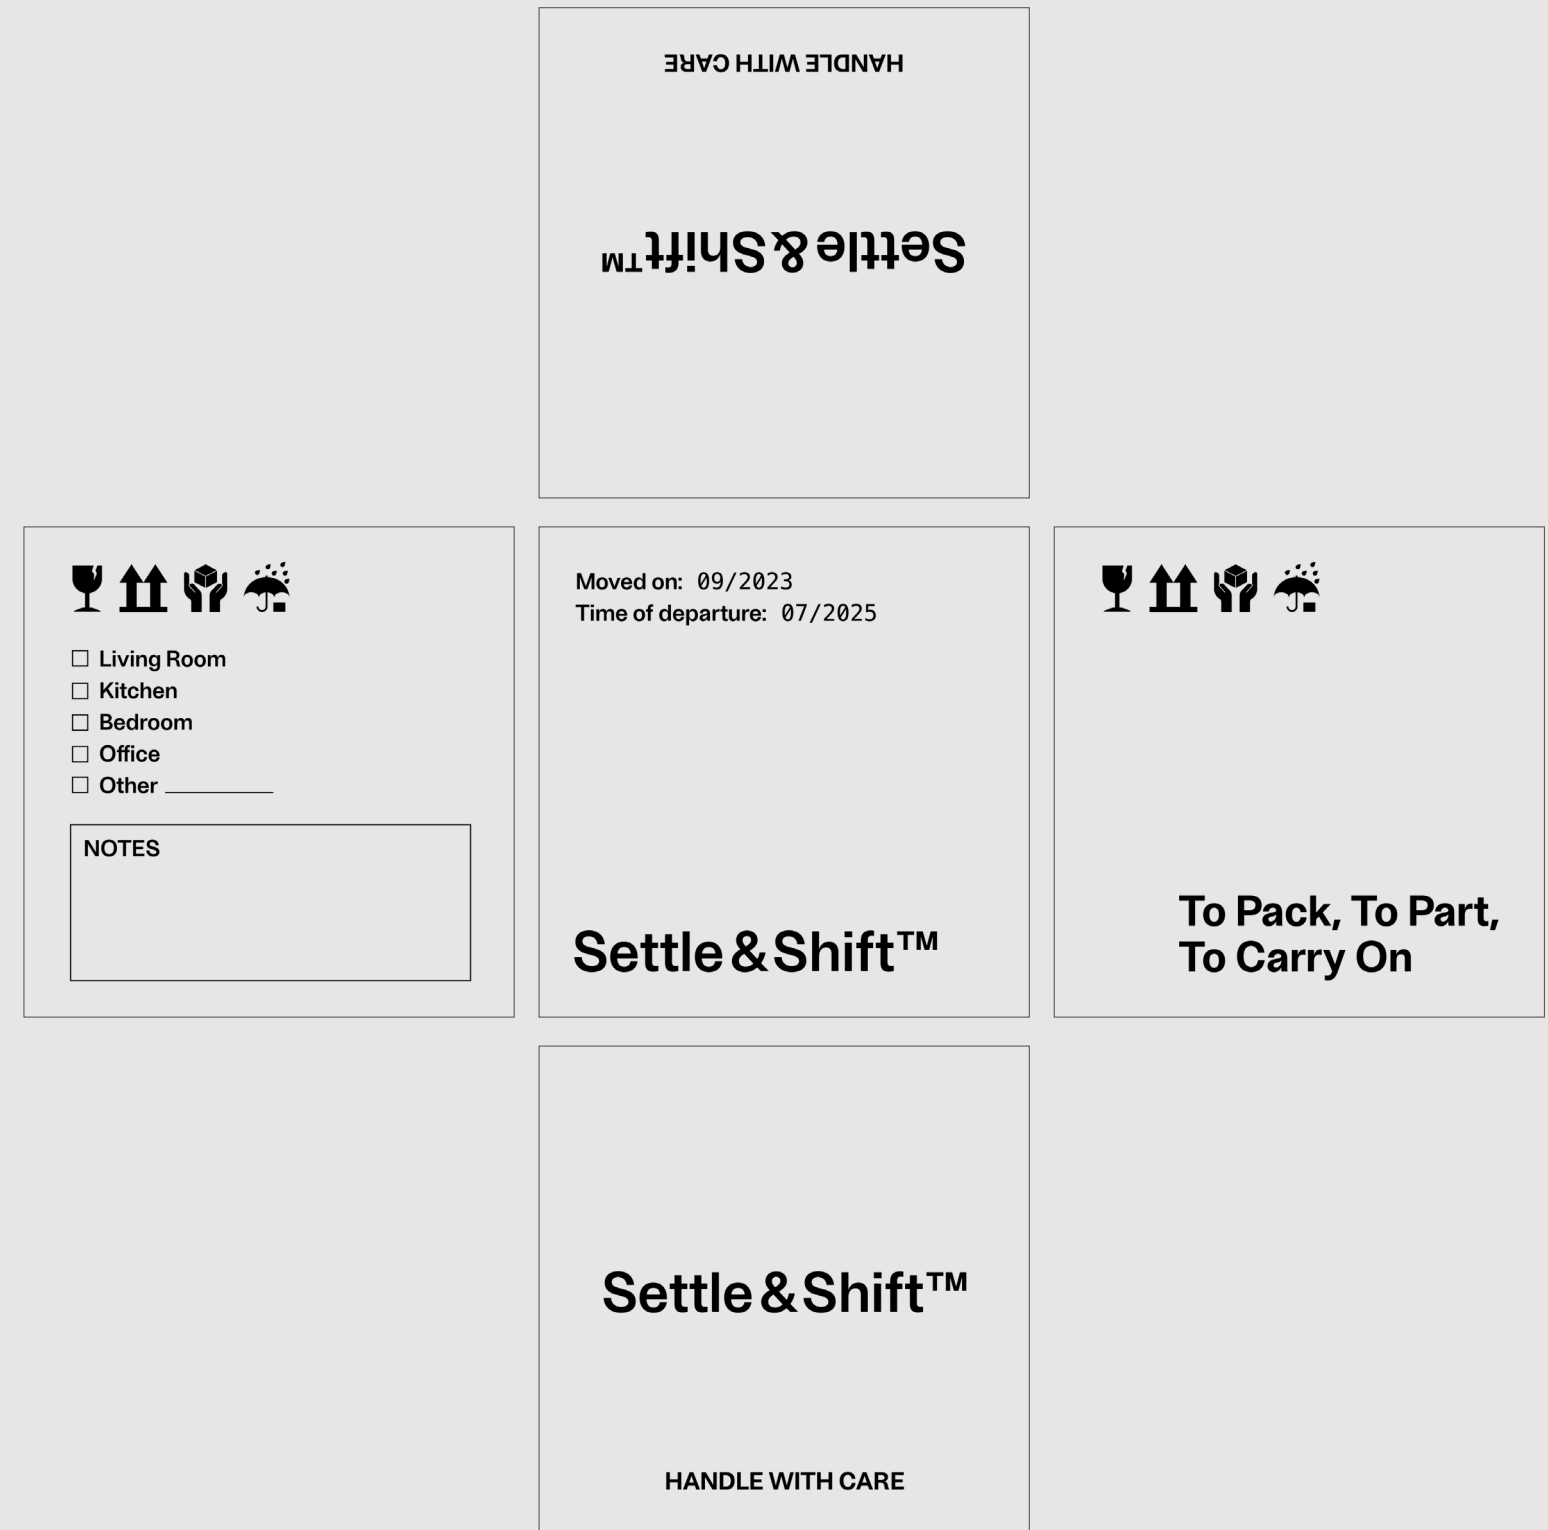 HANDLE WITH CARE
Settle & Shift™
☐ Living Room
☐ Kitchen
☐ Bedroom
☐ Office
☐ Other __________
NOTES
Moved on: 09/2023
Time of departure: 07/2025
Settle & Shift™
To Pack, To Part,
To Carry On
Settle & Shift™
HANDLE WITH CARE